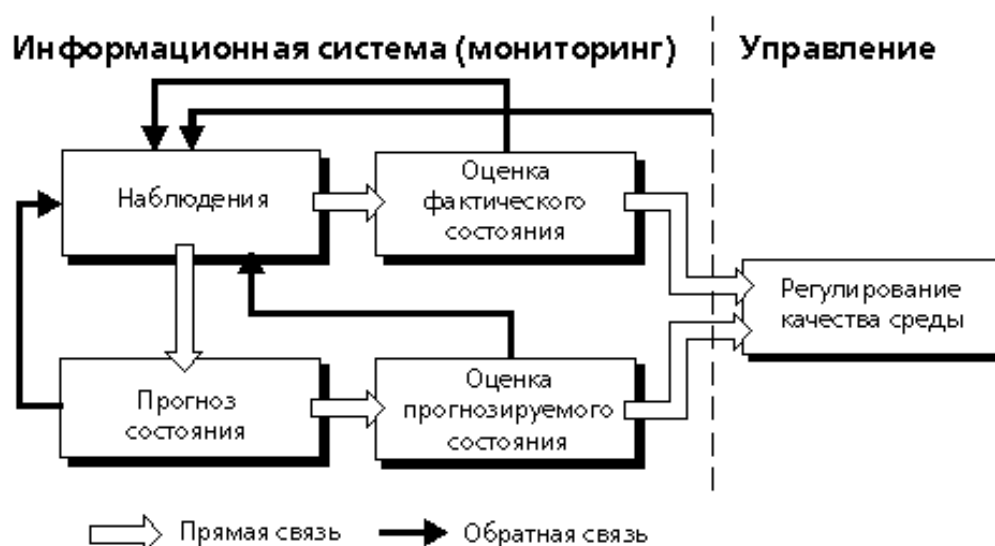 Информационная система (мониторинг)
Управление
Наблюдения
Оценка
фактического
состояния
Регулирование
качества среды
Прогноз
состояния
Оценка
прогнозируемого
состояния
Прямая связь
Обратная связь